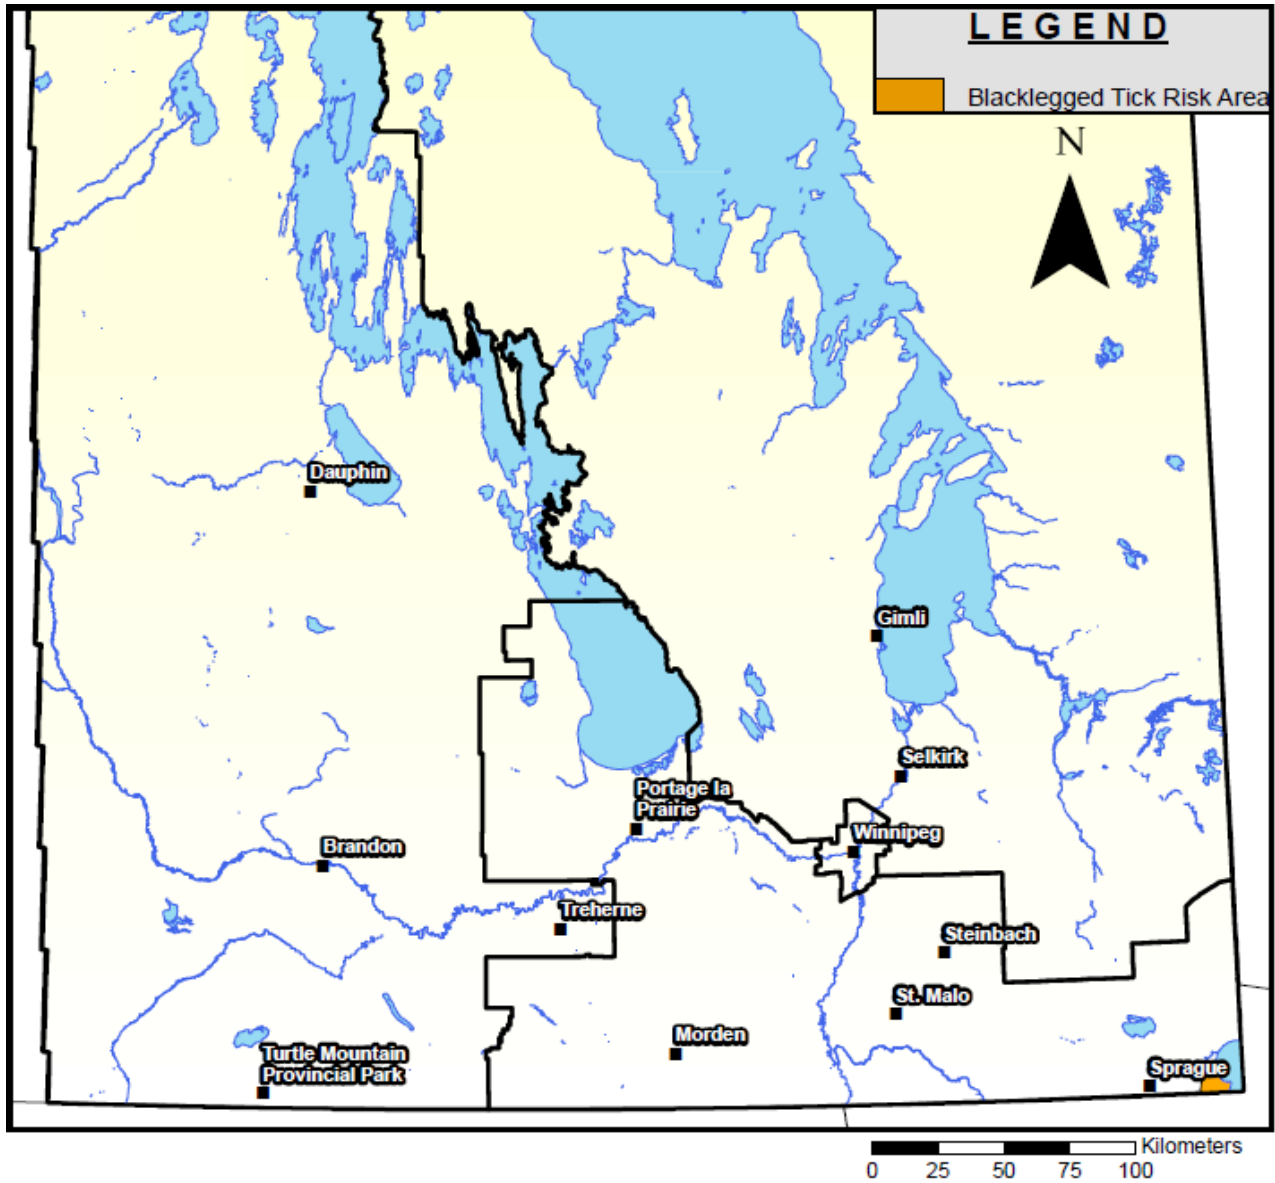 LEGEND
Blacklegged Tick Risk Area
N
Dauphin
Gimli
Selkirk
Portage la
Prairie
Winnipeg
Brandon
Treherne
Steinbach
St. Malo
Morden
Turtle Mountain
Provincial Park
Sprague
Kilometers
0 25 50 75 100